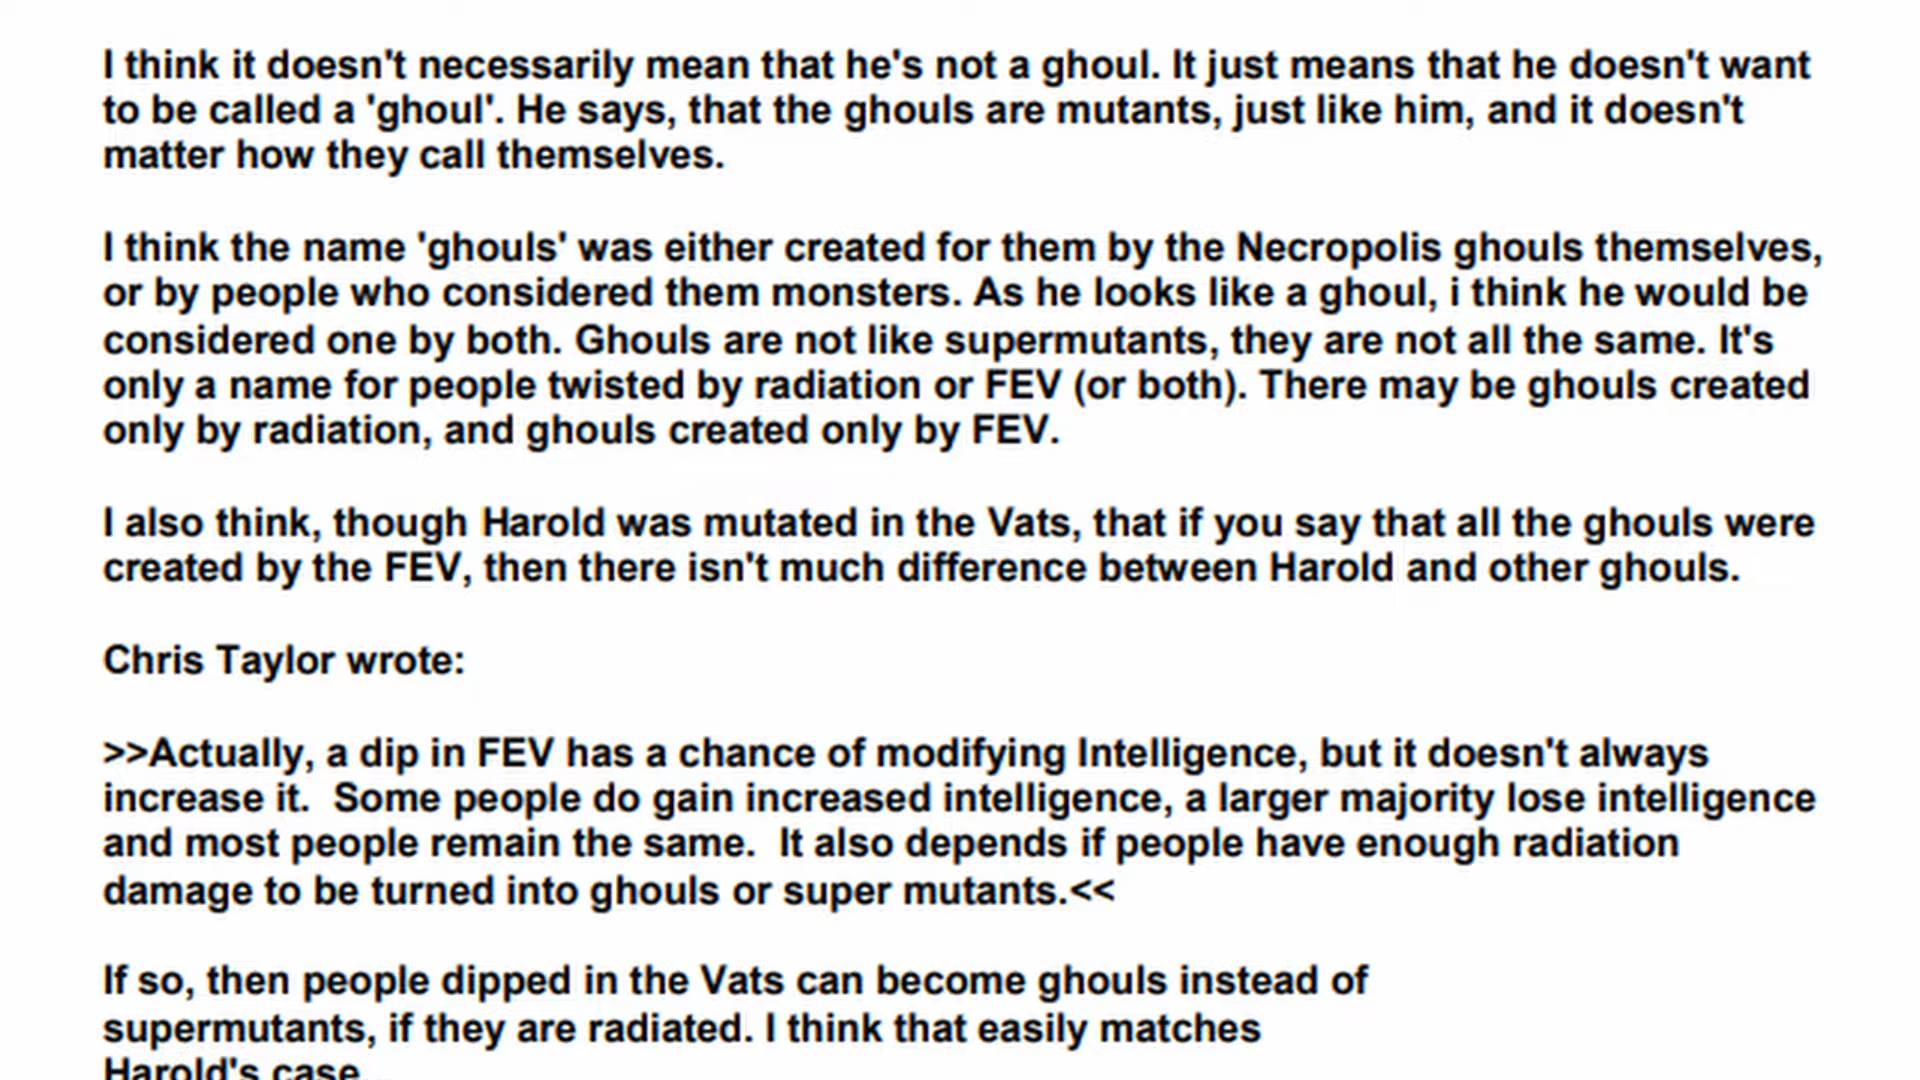 I think it doesn't necessarily mean that he's not a ghoul. It just means that he doesn't want
to be called a 'ghoul'. He says, that the ghouls are mutants, just like him, and it doesn't
matter how they call themselves.
I think the name 'ghouls' was either created for them by the Necropolis ghouls themselves,
or by people who considered them monsters. As he looks like a ghoul, i think he would be
considered one by both. Ghouls are not like supermutants, they are not all the same. It's
only a name for people twisted by radiation or FEV (or both). There may be ghouls created
only by radiation, and ghouls created only by FEV.
I also think, though Harold was mutated in the Vats, that if you say that all the ghouls were
created by the FEV, then there isn't much difference between Harold and other ghouls.
Chris Taylor wrote:
>>Actually, a dip in FEV has a chance of modifying Intelligence, but it doesn't always
increase it.  Some people do gain increased intelligence, a larger majority lose intelligence
and most people remain the same.  It also depends if people have enough radiation
damage to be turned into ghouls or super mutants.<<
If so, then people dipped in the Vats can become ghouls instead of
supermutants, if they are radiated. I think that easily matches
Harold's case...